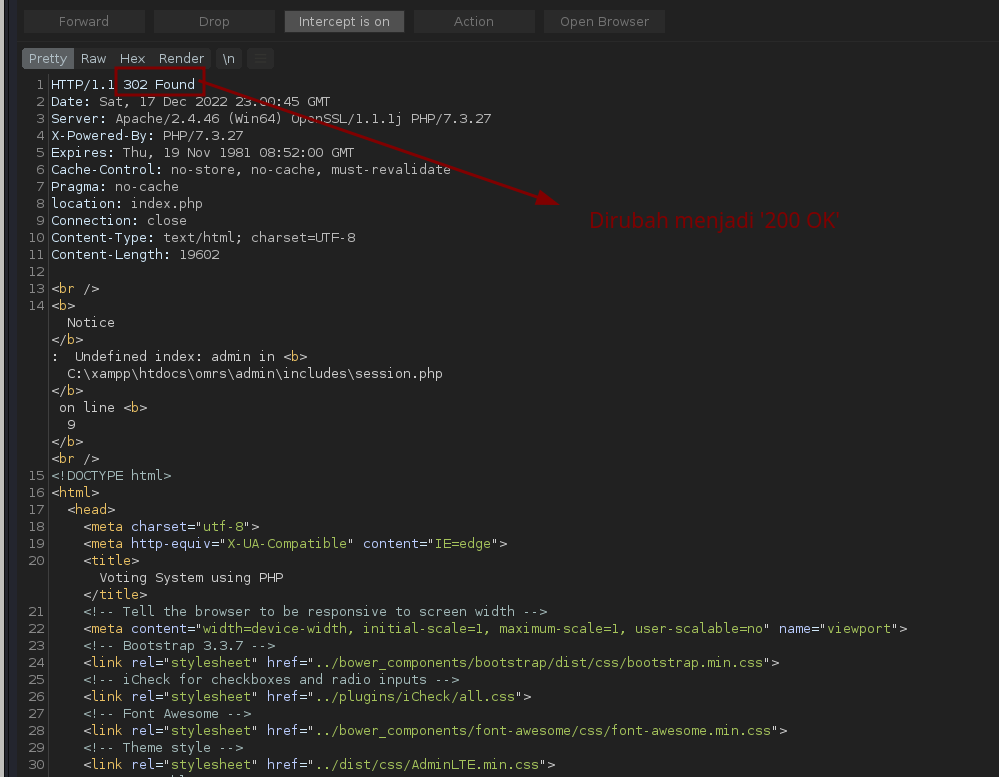 Forward Drop Intercept is on Action Open Browser
Pretty Raw Hex Render \n
1 HTTP/1.1 302 Found
2 Date: Sat, 17 Dec 2022 23:00:45 GMT
3 Server: Apache/2.4.46 (Win64) OpenSSL/1.1.1j PHP/7.3.27
4 X-Powered-By: PHP/7.3.27
5 Expires: Thu, 19 Nov 1981 08:52:00 GMT
6 Cache-Control: no-store, no-cache, must-revalidate
7 Pragma: no-cache
8 location: index.php
Dirubah menjadi '200 OK'
9 Connection: close
10 Content-Type: text/html; charset=UTF-8
11 Content-Length: 19602
12
13 <br />
14 <b>
Notice
</b>
:  Undefined index: admin in <b>
C:\xampp\htdocs\omrs\admin\includes\session.php
</b>
on line <b>
9
</b>
<br />
15 <!DOCTYPE html>
16 <html>
17 <head>
18 <meta charset="utf-8">
19 <meta http-equiv="X-UA-Compatible" content="IE=edge">
20 <title>
Voting System using PHP
</title>
21 <!-- Tell the browser to be responsive to screen width -->
22 <meta content="width=device-width, initial-scale=1, maximum-scale=1, user-scalable=no" name="viewport">
23 <!-- Bootstrap 3.3.7 -->
24 <link rel="stylesheet" href="../bower_components/bootstrap/dist/css/bootstrap.min.css">
25 <!-- iCheck for checkboxes and radio inputs -->
26 <link rel="stylesheet" href="../plugins/iCheck/all.css">
27 <!-- Font Awesome -->
28 <link rel="stylesheet" href="../bower_components/font-awesome/css/font-awesome.min.css">
29 <!-- Theme style -->
30 <link rel="stylesheet" href="../dist/css/AdminLTE.min.css">